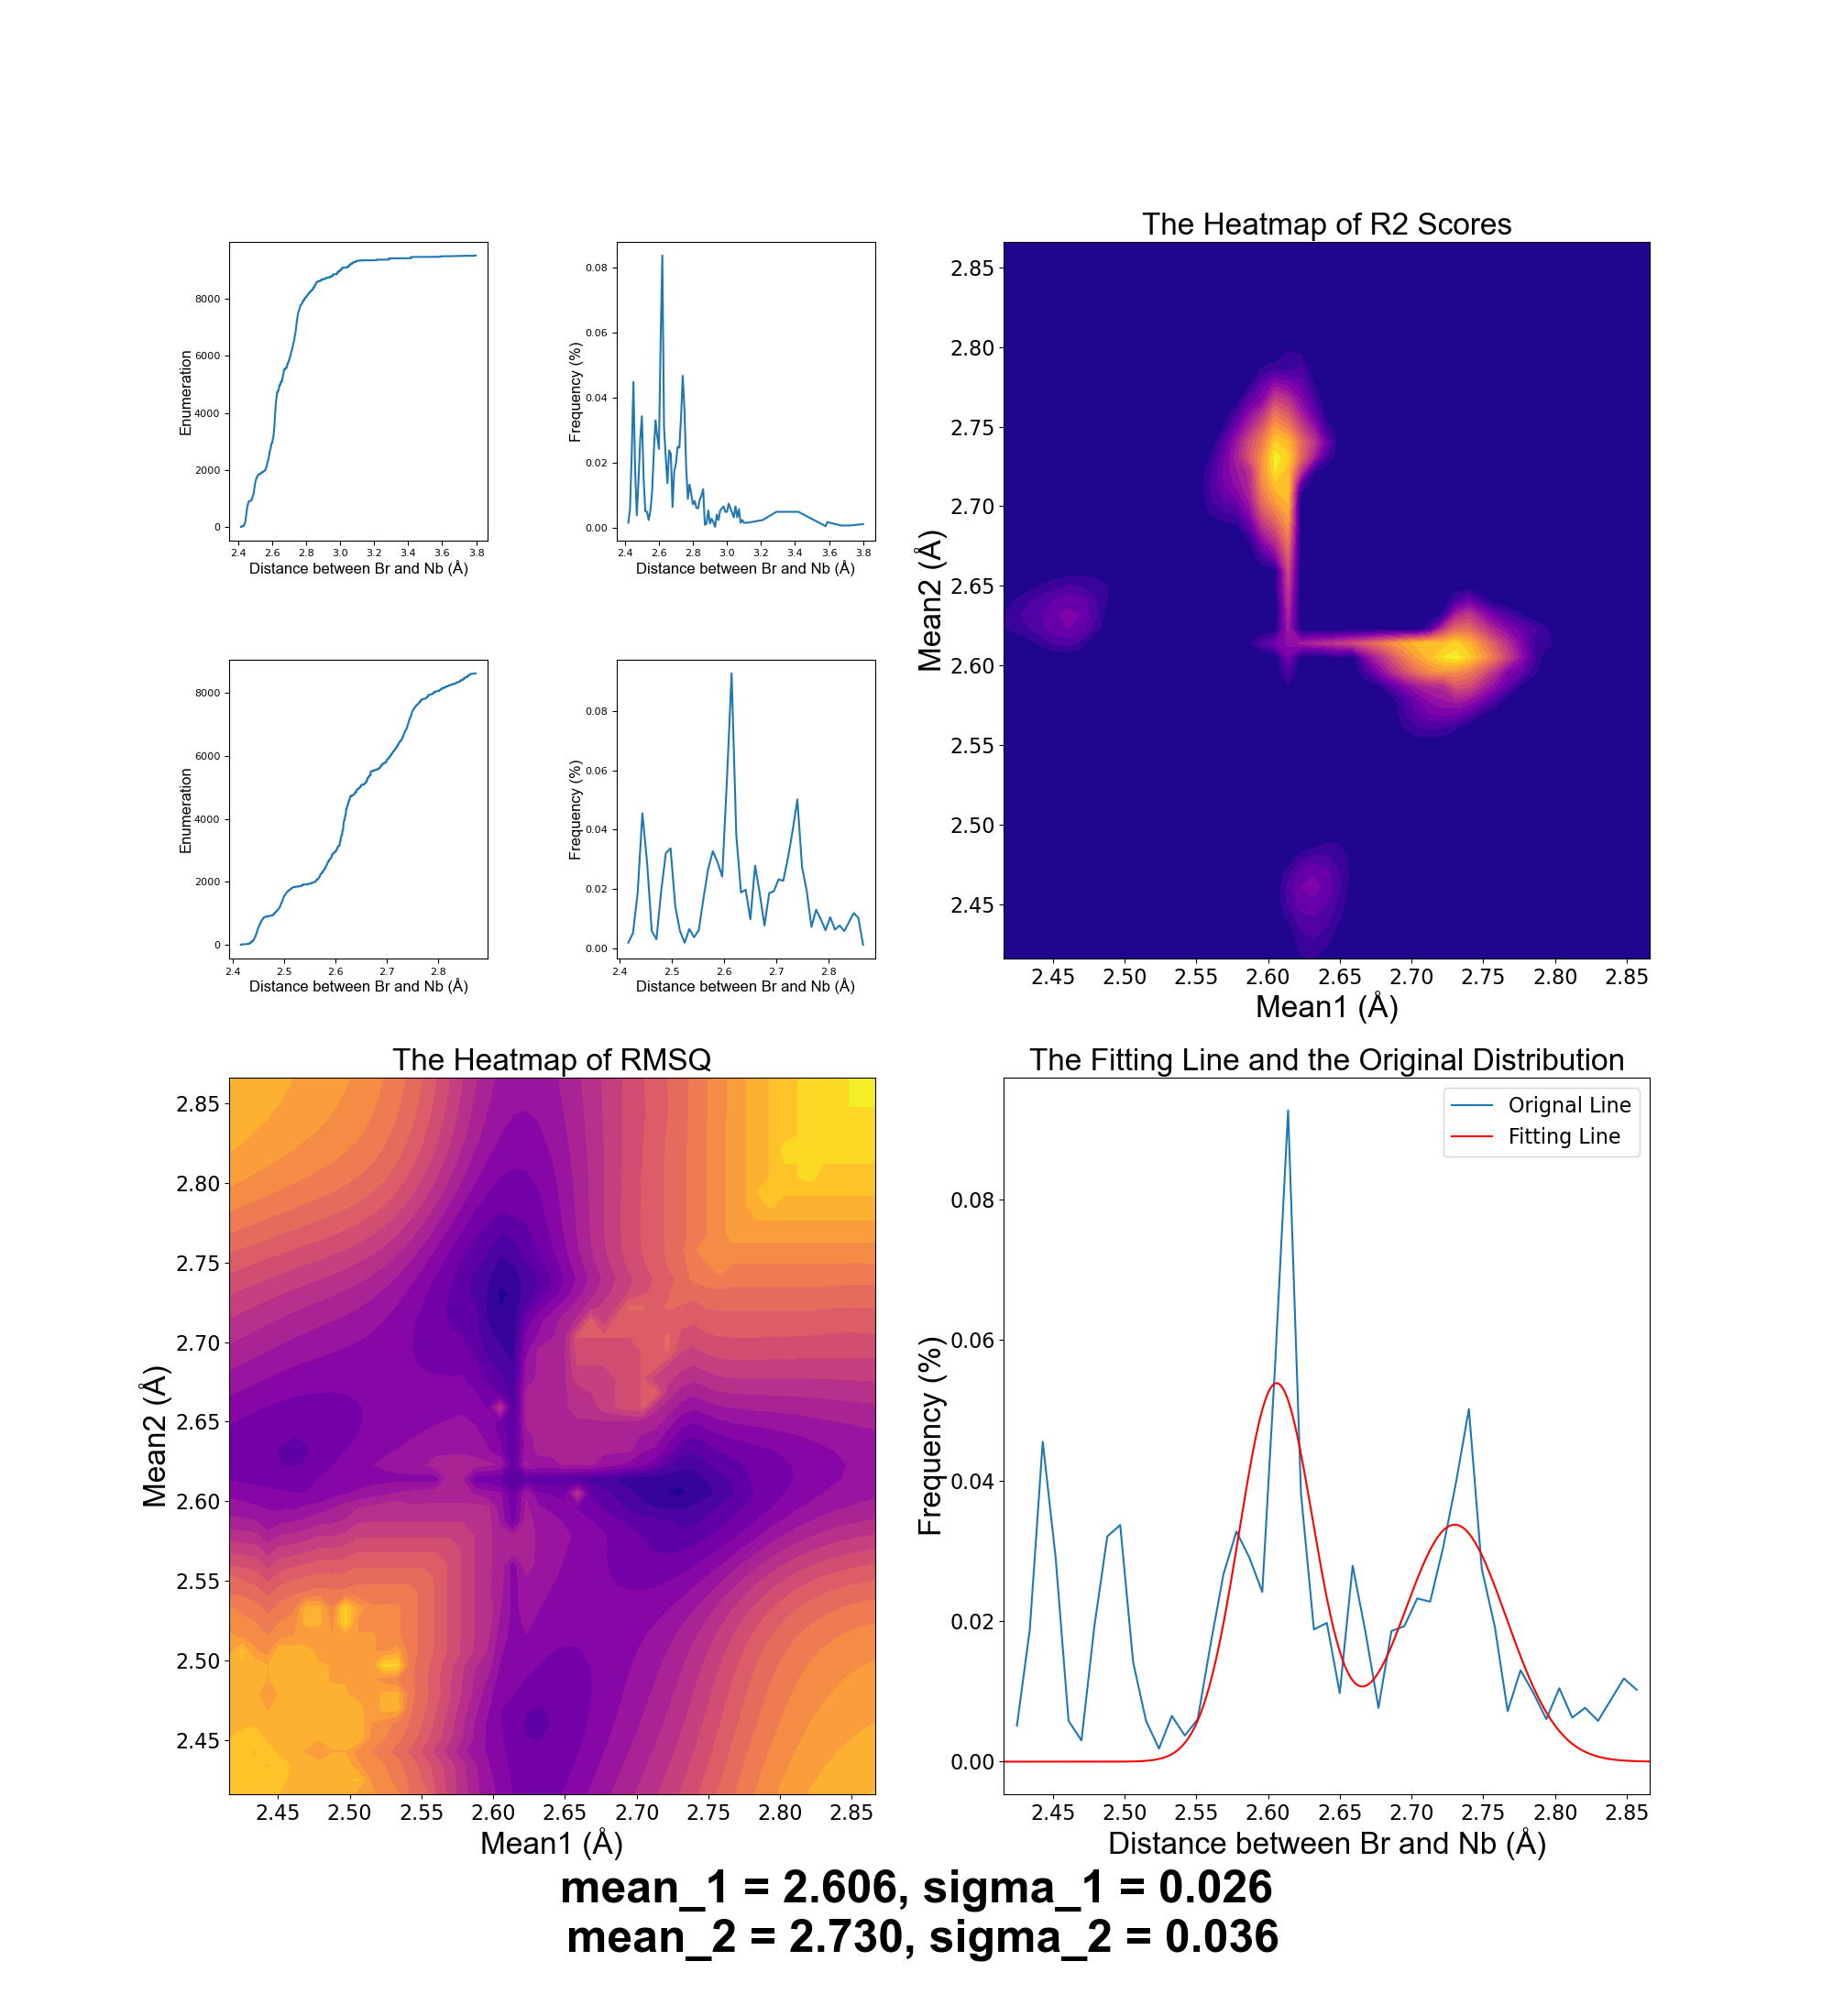 8000
6000
4000
2000
0
Enumeration
2.4 2.6 2.8 3.0 3.2 3.4 3.6 3.8
Distance between Br and Nb (Å)
0.08
0.06
0.04
0.02
0.00
Frequency (%)
2.4 2.6 2.8 3.0 3.2 3.4 3.6 3.8
Distance between Br and Nb (Å)
8000
6000
4000
2000
0
Enumeration
2.4 2.5 2.6 2.7 2.8
Distance between Br and Nb (Å)
0.08
0.06
0.04
0.02
0.00
Frequency (%)
2.4 2.5 2.6 2.7 2.8
Distance between Br and Nb (Å)
The Heatmap of R2 Scores
2.85
2.80
2.75
2.70
2.65
2.60
2.55
2.50
2.45
Mean2 (Å)
2.45 2.50 2.55 2.60 2.65 2.70 2.75 2.80 2.85
Mean1 (Å)
The Heatmap of RMSQ
2.85
2.80
2.75
2.70
2.65
2.60
2.55
2.50
2.45
Mean2 (Å)
2.45 2.50 2.55 2.60 2.65 2.70 2.75 2.80 2.85
Mean1 (Å)
The Fitting Line and the Original Distribution
Orignal Line
Fitting Line
0.08
0.06
0.04
0.02
0.00
Frequency (%)
2.45 2.50 2.55 2.60 2.65 2.70 2.75 2.80 2.85
Distance between Br and Nb (Å)
mean_1 = 2.606, sigma_1 = 0.026
mean_2 = 2.730, sigma_2 = 0.036